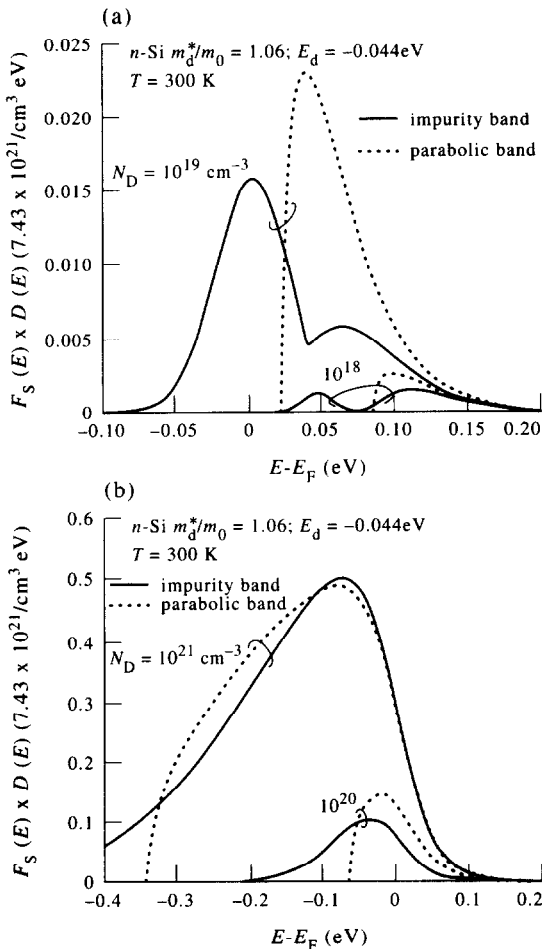 (a)
n-Si m*d/m0 = 1.06; Ed = −0.044eV
T = 300 K
impurity band
parabolic band
ND = 10^19 cm−3
10^18
0.025
0.020
0.015
0.010
0.005
0
FS (E) x D (E) (7.43 x 10^21/cm3 eV)
−0.10
−0.05
0
0.05
0.10
0.15
0.20
E-EF (eV)
(b)
n-Si m*d/m0 = 1.06; Ed = −0.044eV
T = 300 K
impurity band
parabolic band
ND = 10^21 cm−3
10^20
0.6
0.5
0.4
0.3
0.2
0.1
0
FS (E) x D (E) (7.43 x 10^21/cm3 eV)
−0.4
−0.3
−0.2
−0.1
0
0.1
0.2
E-EF (eV)